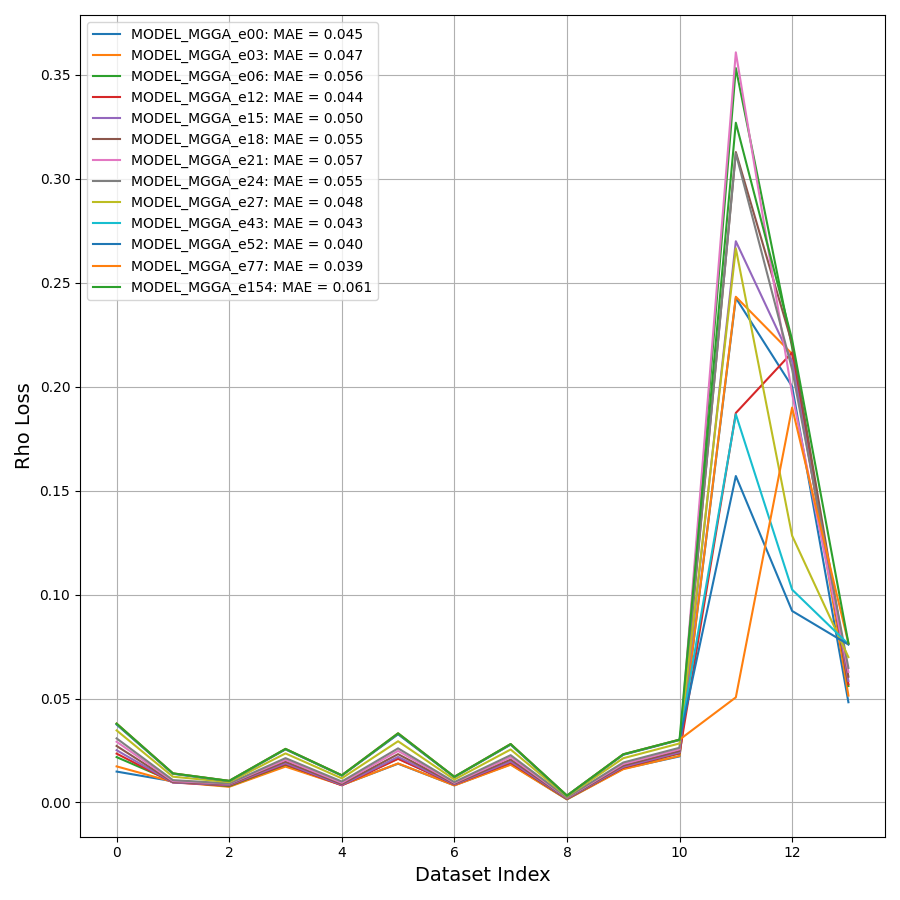 MODEL_MGGA_e00: MAE = 0.045
MODEL_MGGA_e03: MAE = 0.047
MODEL_MGGA_e06: MAE = 0.056
MODEL_MGGA_e12: MAE = 0.044
MODEL_MGGA_e15: MAE = 0.050
MODEL_MGGA_e18: MAE = 0.055
MODEL_MGGA_e21: MAE = 0.057
MODEL_MGGA_e24: MAE = 0.055
MODEL_MGGA_e27: MAE = 0.048
MODEL_MGGA_e43: MAE = 0.043
MODEL_MGGA_e52: MAE = 0.040
MODEL_MGGA_e77: MAE = 0.039
MODEL_MGGA_e154: MAE = 0.061
0.35
0.30
0.25
0.20
0.15
0.10
0.05
0.00
Rho Loss
0 2 4 6 8 10 12
Dataset Index